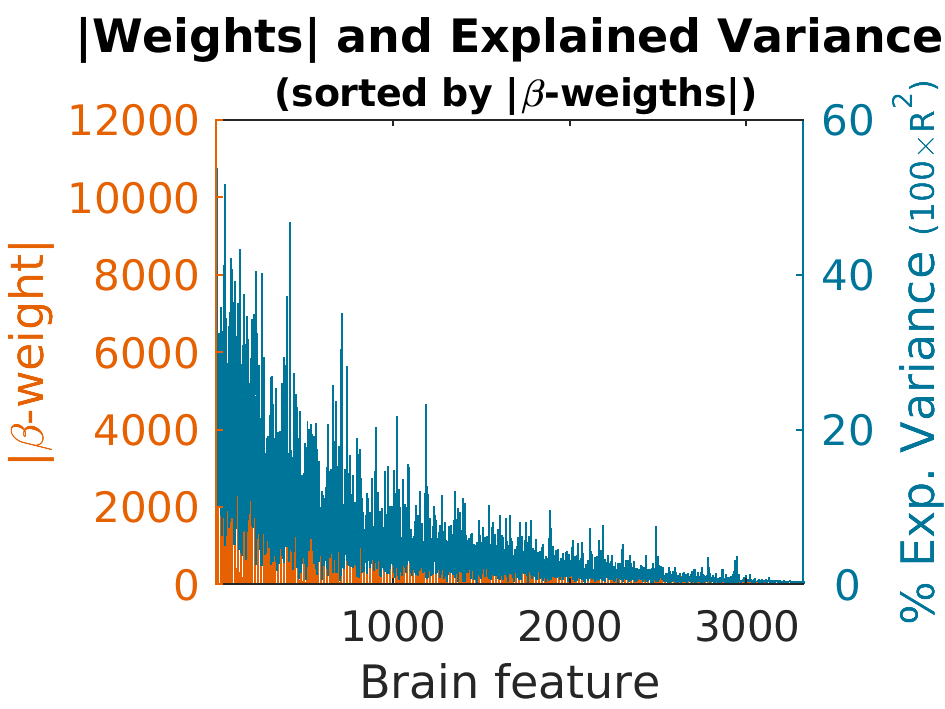 |Weights| and Explained Variance
(sorted by |β-weigths|)
12000
10000
8000
6000
4000
2000
0
|β-weight|
60
40
20
0
% Exp. Variance (100×R²)
1000 2000 3000
Brain feature